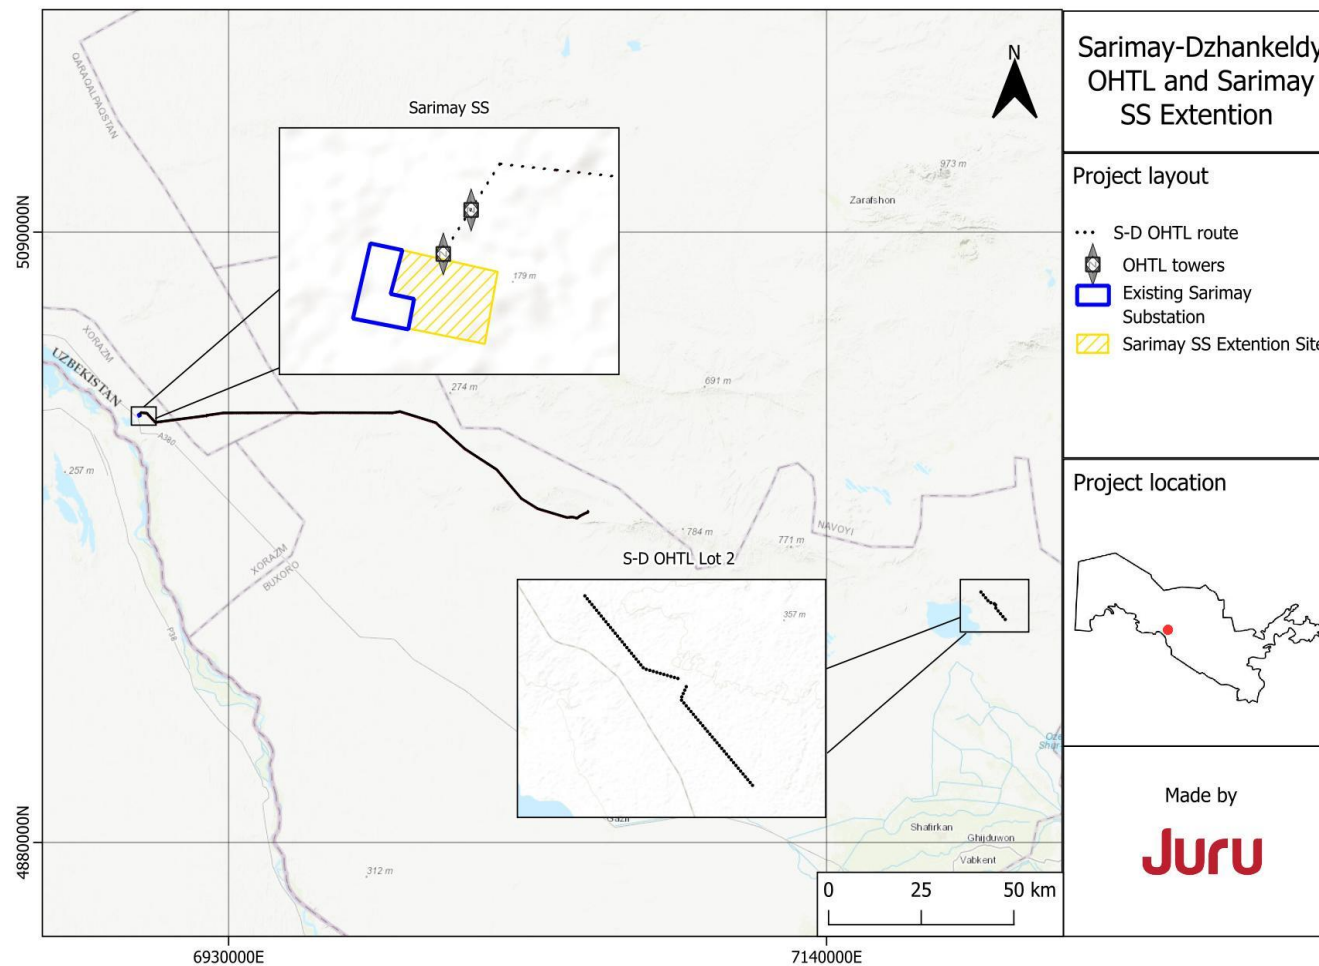 Sarimay-Dzhankeldy
OHTL and Sarimay
SS Extention
Project layout
S-D OHTL route
OHTL towers
Existing Sarimay
Substation
Sarimay SS Extention Site
Project location
Made by
Juru
N
Sarimay SS
179 m
QARAQALPAQSTAN
973 m
Zarafshon
5090000N
XORAZM
UZBEKISTAN
274 m
691 m
A380
257 m
784 m
771 m
NAVOYI
XORAZM
BUXORO
S-D OHTL Lot 2
357 m
P38
Gazli
Shafirkan
Ghijduwon
Vabkent
4880000N
312 m
0 25 50 km
6930000E
7140000E